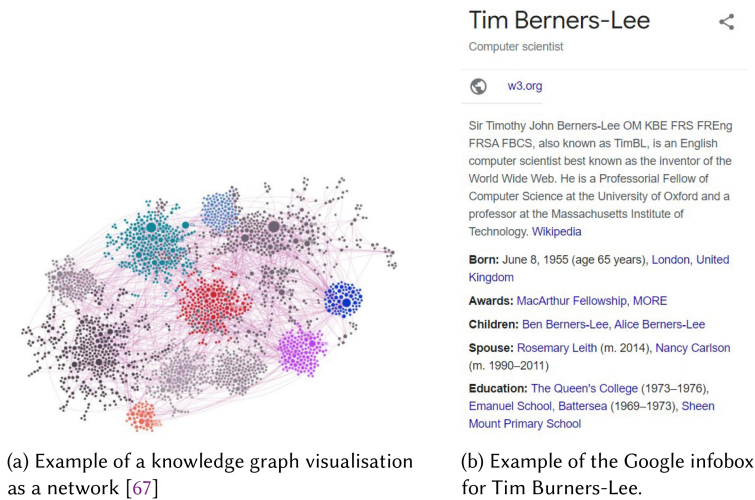 Tim Berners-Lee
Computer scientist
w3.org
Sir Timothy John Berners-Lee OM KBE FRS FREng
FRSA FBCS, also known as TimBL, is an English
computer scientist best known as the inventor of the
World Wide Web. He is a Professorial Fellow of
Computer Science at the University of Oxford and a
professor at the Massachusetts Institute of
Technology. Wikipedia
Born: June 8, 1955 (age 65 years), London, United
Kingdom
Awards: MacArthur Fellowship, MORE
Children: Ben Berners-Lee, Alice Berners-Lee
Spouse: Rosemary Leith (m. 2014), Nancy Carlson
(m. 1990–2011)
Education: The Queen's College (1973–1976),
Emanuel School, Battersea (1969–1973), Sheen
Mount Primary School
(a) Example of a knowledge graph visualisation
as a network [67]
(b) Example of the Google infobox
for Tim Burners-Lee.